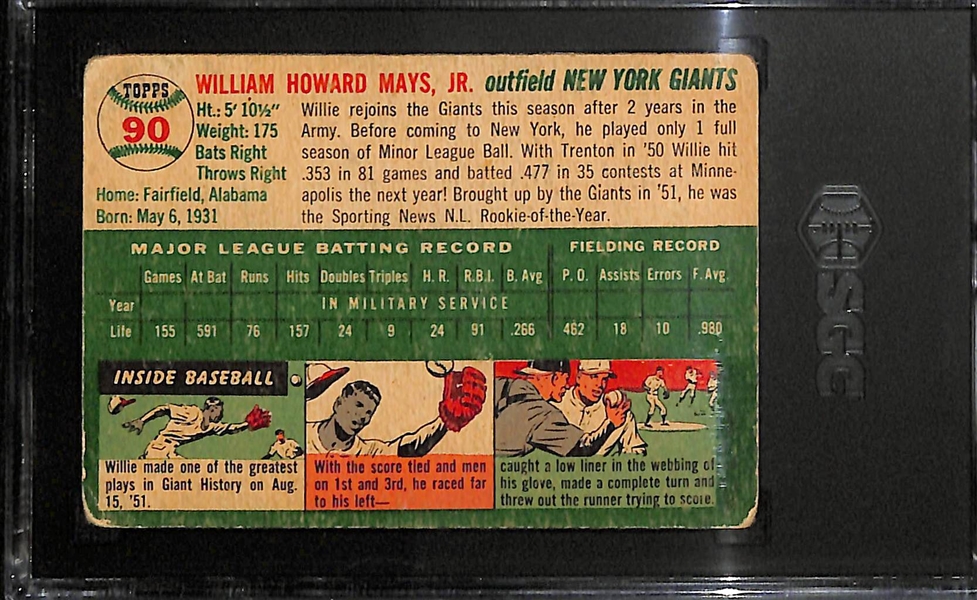 TOPPS
90
WILLIAM HOWARD MAYS, JR. outfield NEW YORK GIANTS
Ht.: 5' 10½"
Weight: 175
Bats Right
Throws Right
Home: Fairfield, Alabama
Born: May 6, 1931
Willie rejoins the Giants this season after 2 years in the
Army. Before coming to New York, he played only 1 full
season of Minor League Ball. With Trenton in '50 Willie hit
.353 in 81 games and batted .477 in 35 contests at Minne-
apolis the next year! Brought up by the Giants in '51, he was
the Sporting News N.L. Rookie-of-the-Year.
MAJOR LEAGUE BATTING RECORD FIELDING RECORD
Games At Bat Runs Hits Doubles Triples H. R. R.B.I. B. Avg P. O. Assists Errors F. Avg.
Year IN MILITARY SERVICE
Life 155 591 76 157 24 9 24 91 .266 462 18 10 .980
INSIDE BASEBALL
Willie made one of the greatest
plays in Giant History on Aug.
15, '51.
With the score tied and men
on 1st and 3rd, he raced far
to his left—
caught a low liner in the webbing of
his glove, made a complete turn and
threw out the runner trying to score.
SGC